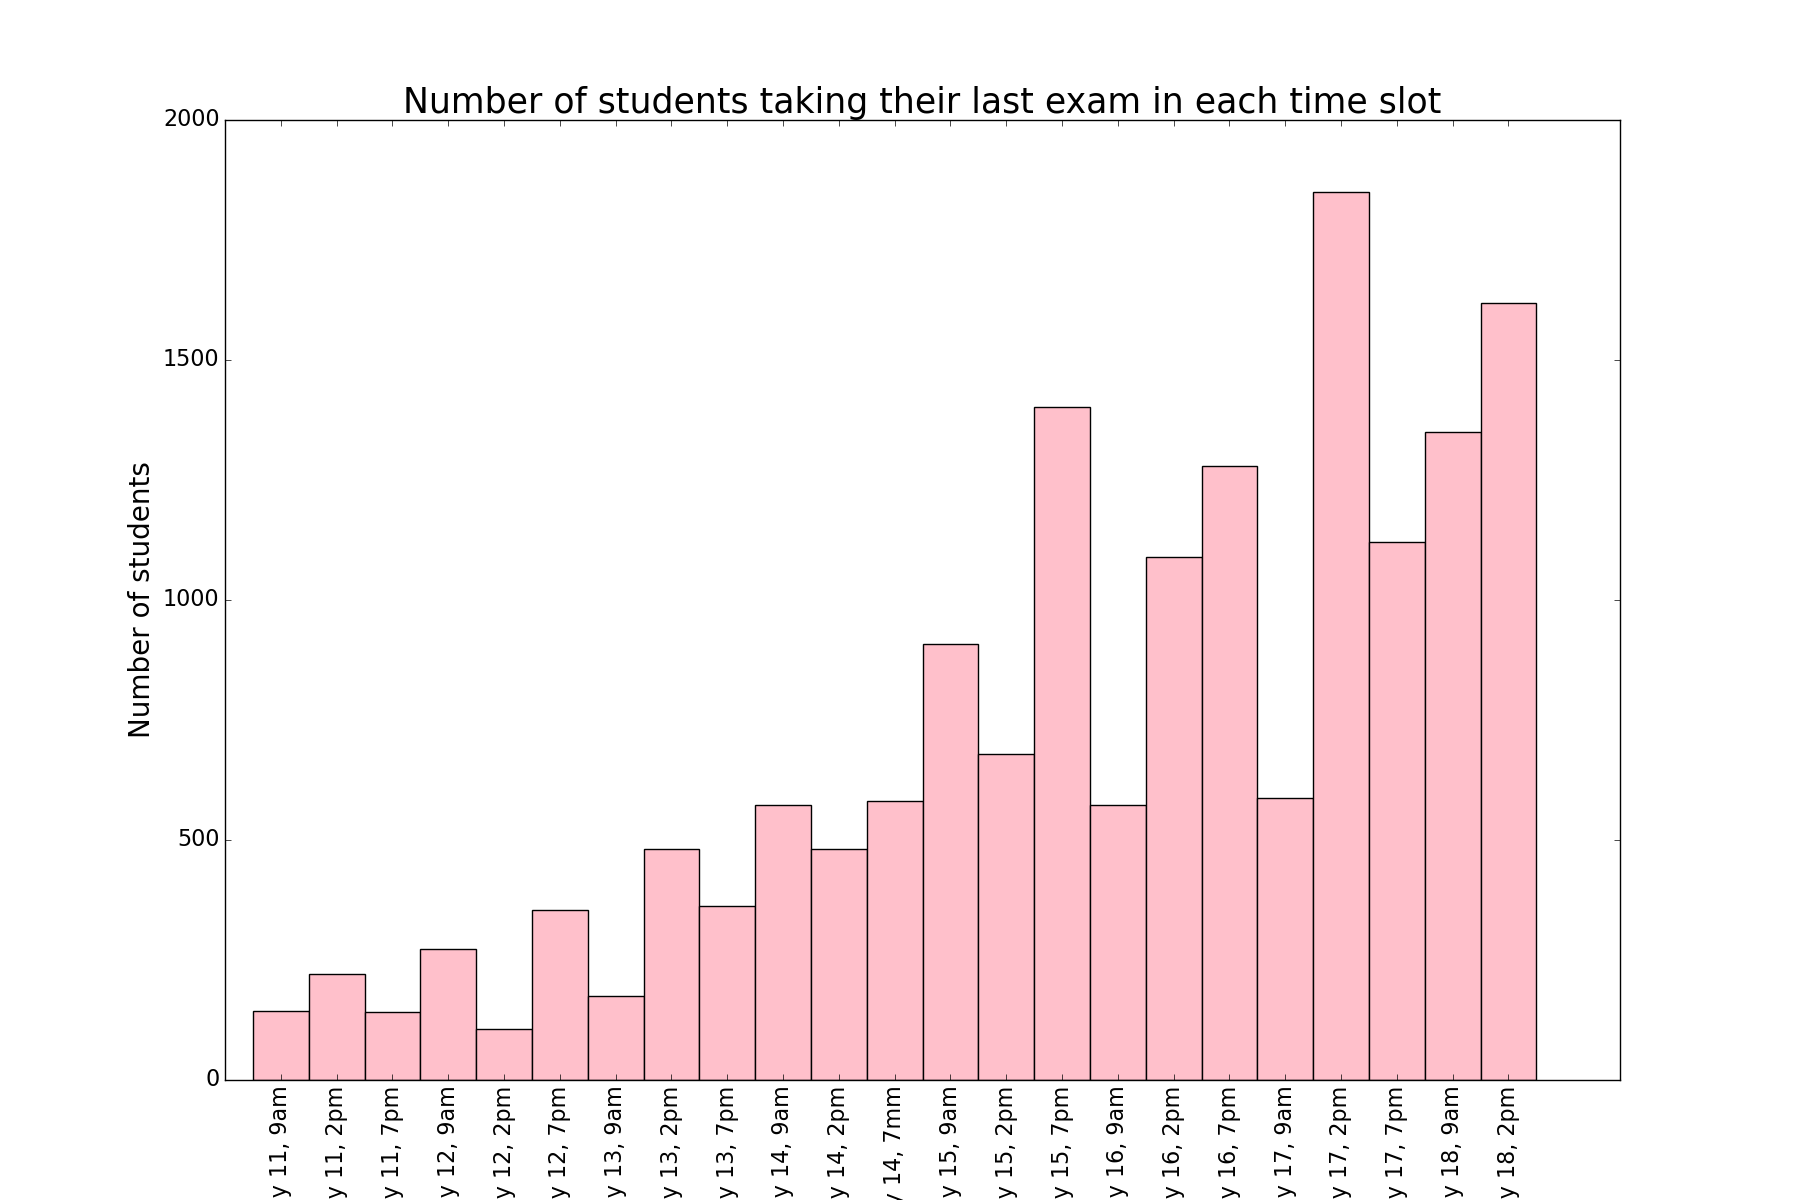 Number of students taking their last exam in each time slot
2000
1500
1000
500
0
Number of students
y 11, 9am
y 11, 2pm
y 11, 7pm
y 12, 9am
y 12, 2pm
y 12, 7pm
y 13, 9am
y 13, 2pm
y 13, 7pm
y 14, 9am
y 14, 2pm
y 14, 7mm
y 15, 9am
y 15, 2pm
y 15, 7pm
y 16, 9am
y 16, 2pm
y 16, 7pm
y 17, 9am
y 17, 2pm
y 17, 7pm
y 18, 9am
y 18, 2pm